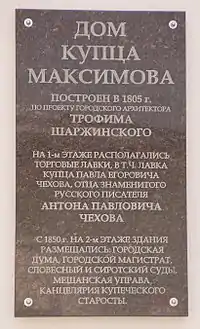 ДОМ
КУПЦА
МАКСИМОВА
ПОСТРОЕН В 1805 г.
ПО ПРОЕКТУ ГОРОДСКОГО АРХИТЕКТОРА
ТРОФИМА
ШАРЖИНСКОГО
НА 1-м ЭТАЖЕ РАСПОЛАГАЛИСЬ
ТОРГОВЫЕ ЛАВКИ, В Т.Ч. ЛАВКА
КУПЦА ПАВЛА ЕГОРОВИЧА
ЧЕХОВА, ОТЦА ЗНАМЕНИТОГО
РУССКОГО ПИСАТЕЛЯ
АНТОНА ПАВЛОВИЧА
ЧЕХОВА
С 1850 г. НА 2-м ЭТАЖЕ ЗДАНИЯ
РАЗМЕЩАЛИСЬ: ГОРОДСКАЯ
ДУМА, ГОРОДСКОЙ МАГИСТРАТ,
СЛОВЕСНЫЙ И СИРОТСКИЙ СУДЫ,
МЕЩАНСКАЯ УПРАВА,
КАНЦЕЛЯРИЯ КУПЕЧЕСКОГО
СТАРОСТЫ.